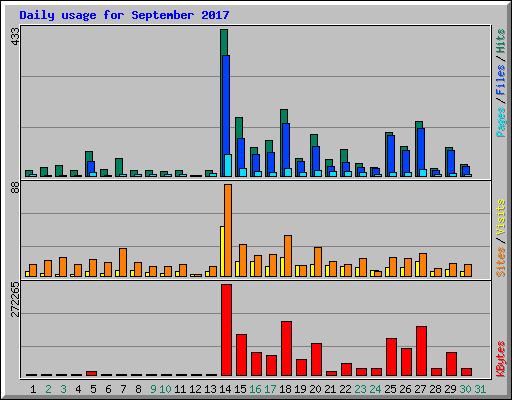 Daily usage for September 2017
433
Pages / Files / Hits
88
Sites / Visits
272265
KBytes
1 2 3 4 5 6 7 8 9 10 11 12 13 14 15 16 17 18 19 20 21 22 23 24 25 26 27 28 29 30 31